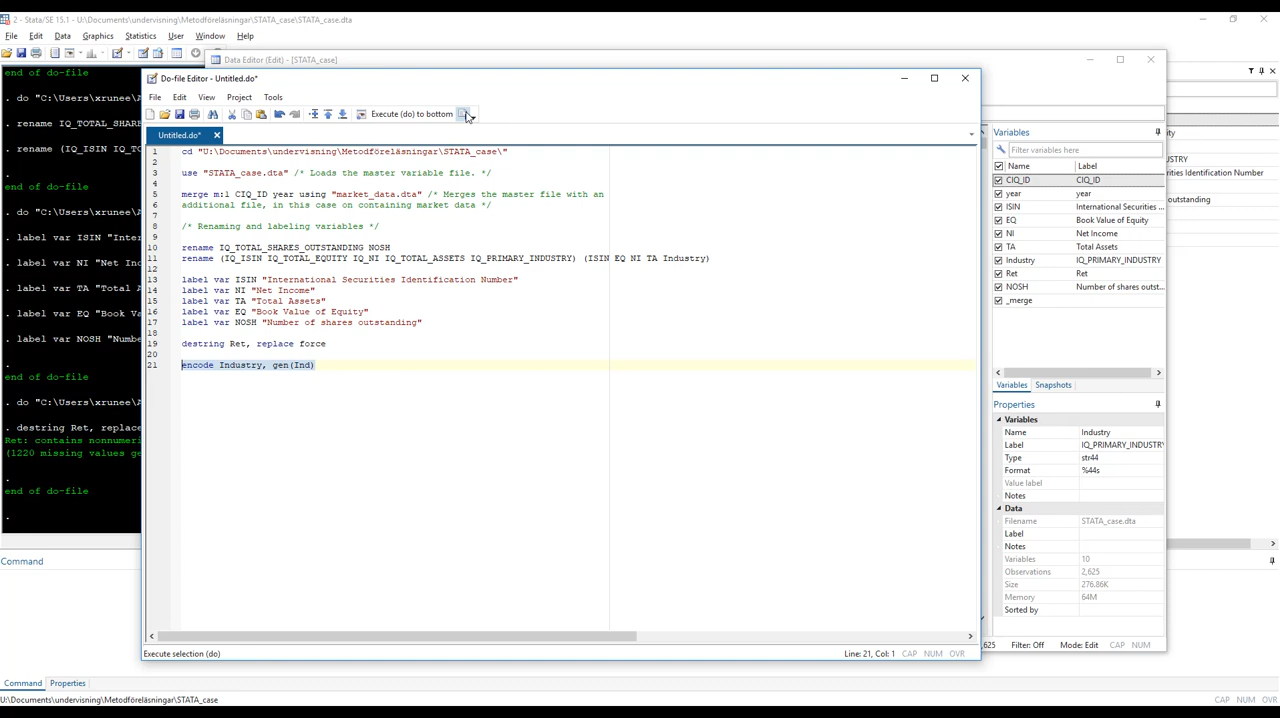 2 - Stata/SE 15.1 - U:\Documents\undervisning\Metodföreläsningar\STATA_case\STATA_case.dta
File Edit Data Graphics Statistics User Window Help
Data Editor (Edit) - [STATA_case]
end of do-file
. do "C:\Users\xrunee\A
. rename IQ_TOTAL_SHARE
. rename (IQ_ISIN IQ_TO
.
end of do-file
. do "C:\Users\xrunee\A
. label var ISIN "Inter
. label var NI "Net Inc
. label var TA "Total A
. label var EQ "Book Va
. label var NOSH "Numbe
.
end of do-file
. do "C:\Users\xrunee\A
. destring Ret, replace
Ret: contains nonnumeri
(1220 missing values ge
.
end of do-file
.
Command
Do-file Editor - Untitled.do*
File Edit View Project Tools
Execute (do) to bottom
Untitled.do*
1 cd "U:\Documents\undervisning\Metodföreläsningar\STATA_case\"
2
3 use "STATA_case.dta" /* Loads the master variable file. */
4
5 merge m:1 CIQ_ID year using "market_data.dta" /* Merges the master file with an
6 additional file, in this case on containing market data */
7
8 /* Renaming and labeling variables */
9
10 rename IQ_TOTAL_SHARES_OUTSTANDING NOSH
11 rename (IQ_ISIN IQ_TOTAL_EQUITY IQ_NI IQ_TOTAL_ASSETS IQ_PRIMARY_INDUSTRY) (ISIN EQ NI TA Industry)
12
13 label var ISIN "International Securities Identification Number"
14 label var NI "Net Income"
15 label var TA "Total Assets"
16 label var EQ "Book Value of Equity"
17 label var NOSH "Number of shares outstanding"
18
19 destring Ret, replace force
20
21 encode Industry, gen(Ind)
Execute selection (do)
Line: 21, Col: 1 CAP NUM OVR
Variables
Filter variables here
Name Label
CIQ_ID CIQ_ID
year year
ISIN International Securities ...
EQ Book Value of Equity
NI Net Income
TA Total Assets
Industry IQ_PRIMARY_INDUSTRY
Ret Ret
NOSH Number of shares outst...
_merge
Variables Snapshots
Properties
Variables
Name Industry
Label IQ_PRIMARY_INDUSTRY
Type str44
Format %44s
Value label
Notes
Data
Filename STATA_case.dta
Label
Notes
Variables 10
Observations 2,625
Size 276.86K
Memory 64M
Sorted by
,625 Filter: Off Mode: Edit CAP NUM
ity
USTRY
rities Identification Number
outstanding
Command Properties
U:\Documents\undervisning\Metodföreläsningar\STATA_case
CAP NUM OVR